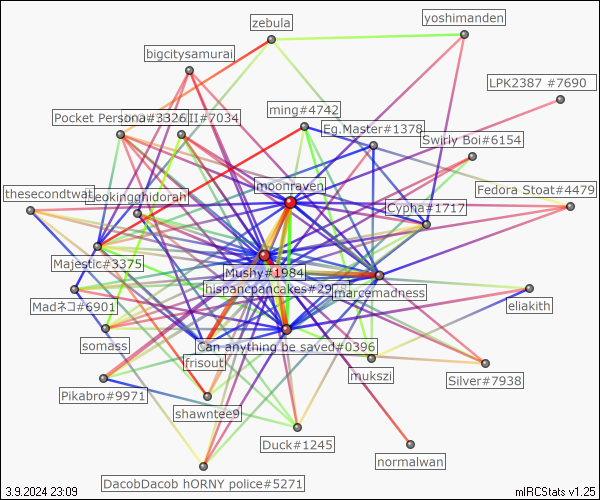 zebula
yoshimanden
bigcitysamurai
LPK2387 #7690
ming#4742
Pocket Persona#3326
II#7034
Eg.Master#1378
Swirly Boi#6154
moonraven
thesecondtwat
leokingghidorah
Fedora Stoat#4479
Cypha#1717
Majestic#3375
Mushy#1984
hispancpancakes#29
marcemadness
Madネコ#6901
eliakith
somass
Can anything be saved#0396
frisout
mukszi
Silver#7938
Pikabro#9971
shawntee9
Duck#1245
normalwan
DacobDacob hORNY police#5271
3.9.2024 23:09
mIRCStats v1.25